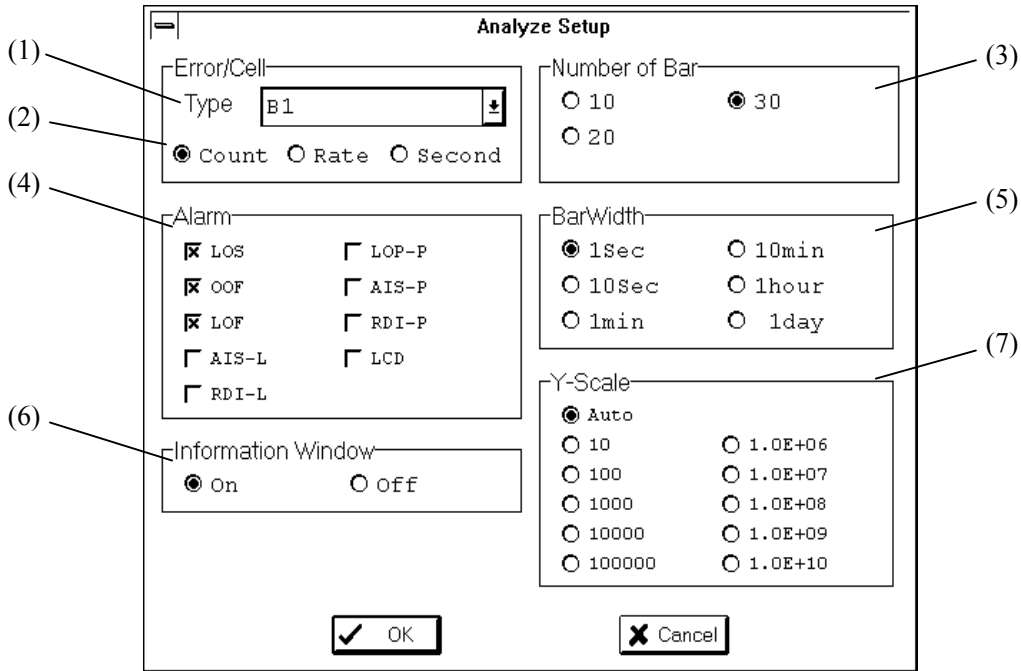 Analyze Setup
(1)
Error/Cell
Type B1
(2)
Count Rate Second
(3)
Number of Bar
10 30
20
(4)
Alarm
LOS LOP-P
OOF AIS-P
LOF RDI-P
AIS-L LCD
RDI-L
(5)
BarWidth
1Sec 10min
10Sec 1hour
1min 1day
(6)
Information Window
On Off
(7)
Y-Scale
Auto
10 1.0E+06
100 1.0E+07
1000 1.0E+08
10000 1.0E+09
100000 1.0E+10
OK Cancel